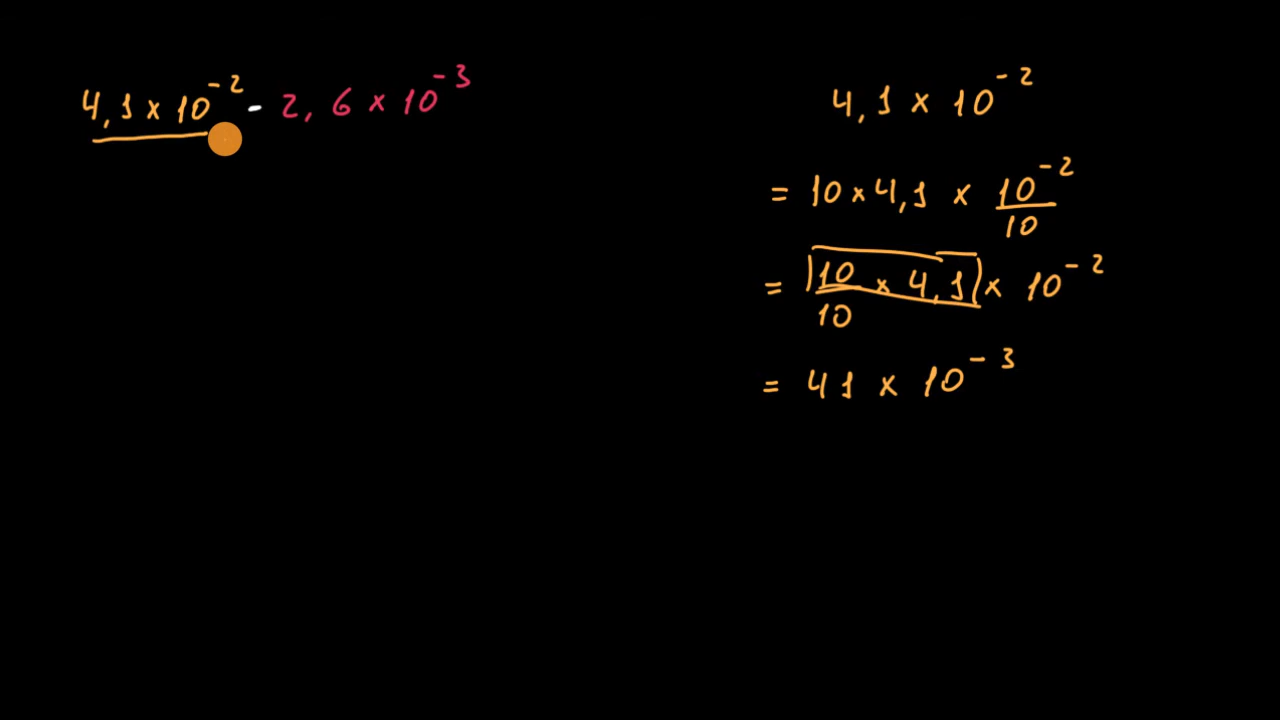 4,1 × 10⁻² - 2,6 × 10⁻³
4,1 × 10⁻²
= 10 × 4,1 × 10⁻²/10
= 10/10 × 4,1 × 10⁻²
= 41 × 10⁻³